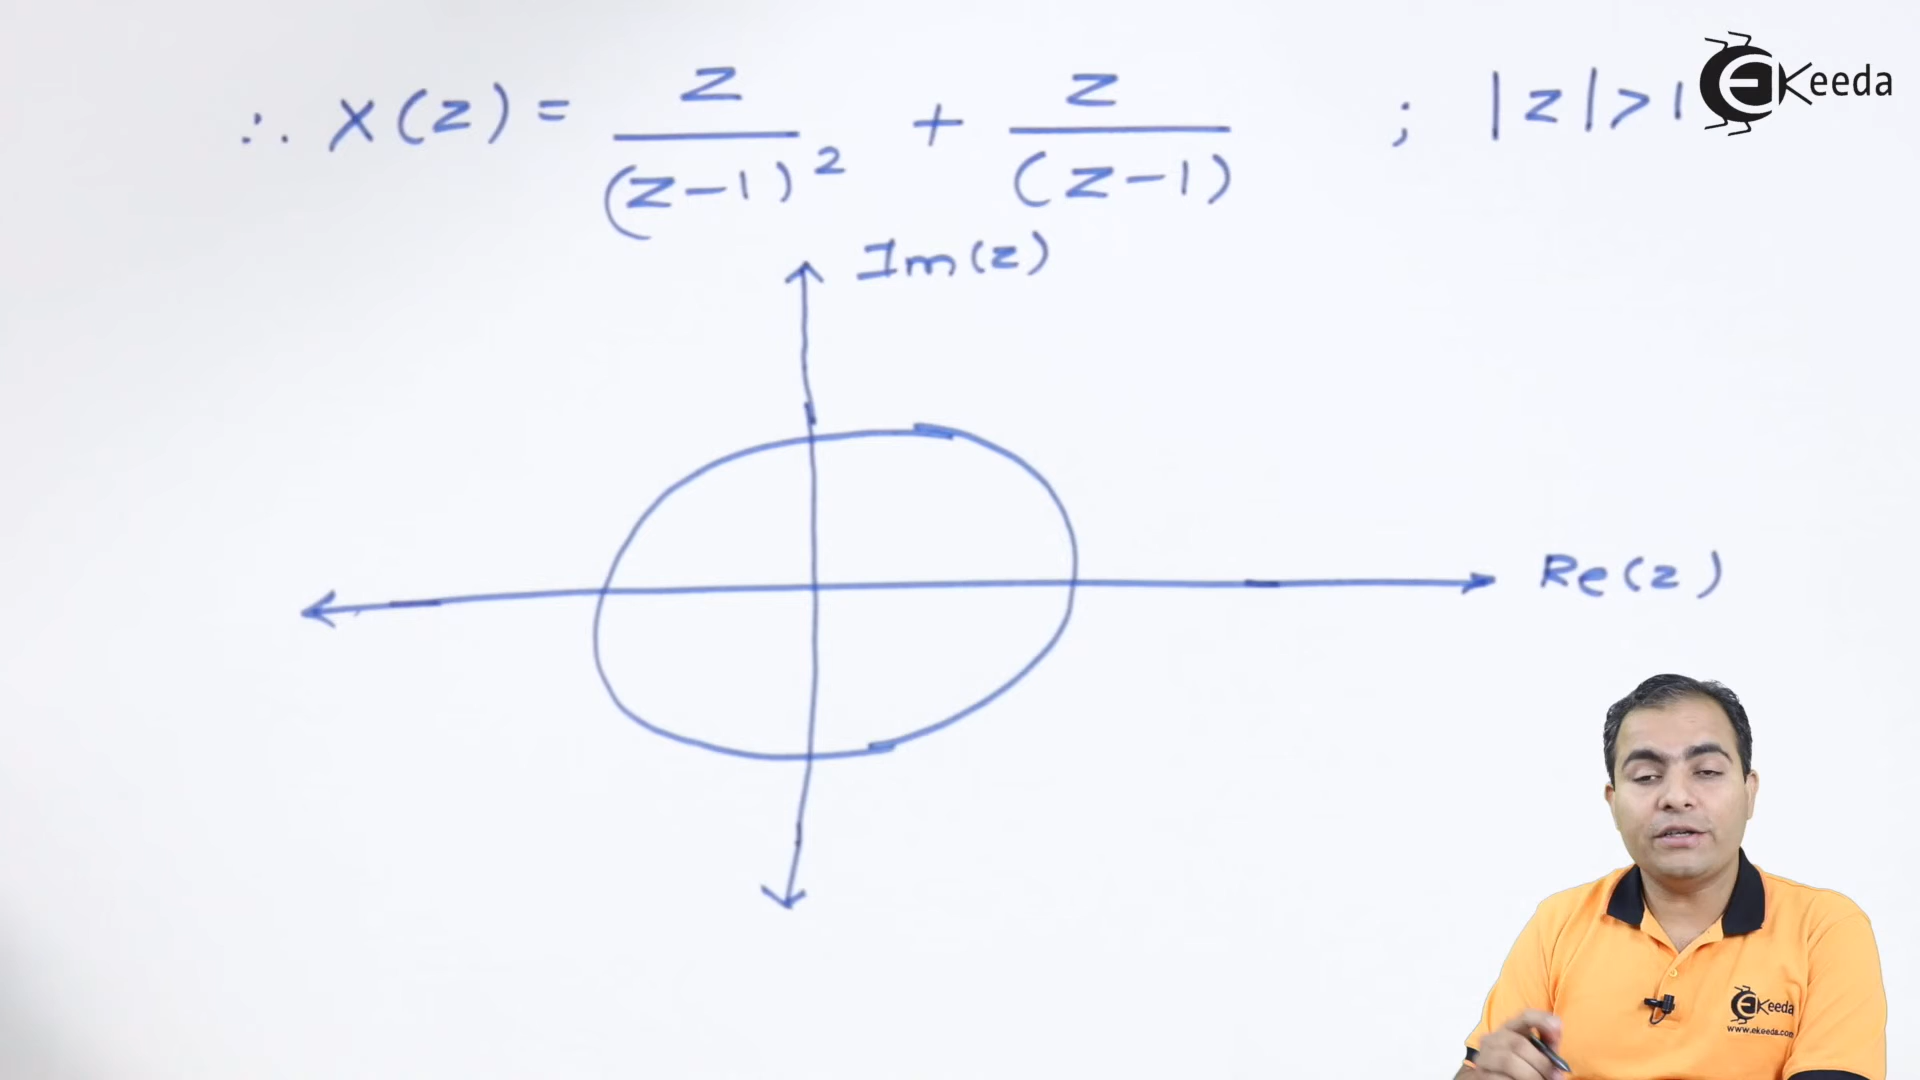 ∴ X(z) = z/(z-1)² + z/(z-1) ; |z|>1
EKeeda
Im(z)
Re(z)
EKeeda
www.ekeeda.com